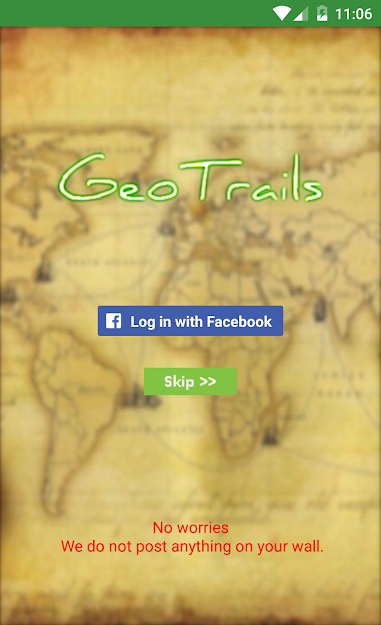 11:06
GeoTrails
Log in with Facebook
Skip >>
No worries
We do not post anything on your wall.